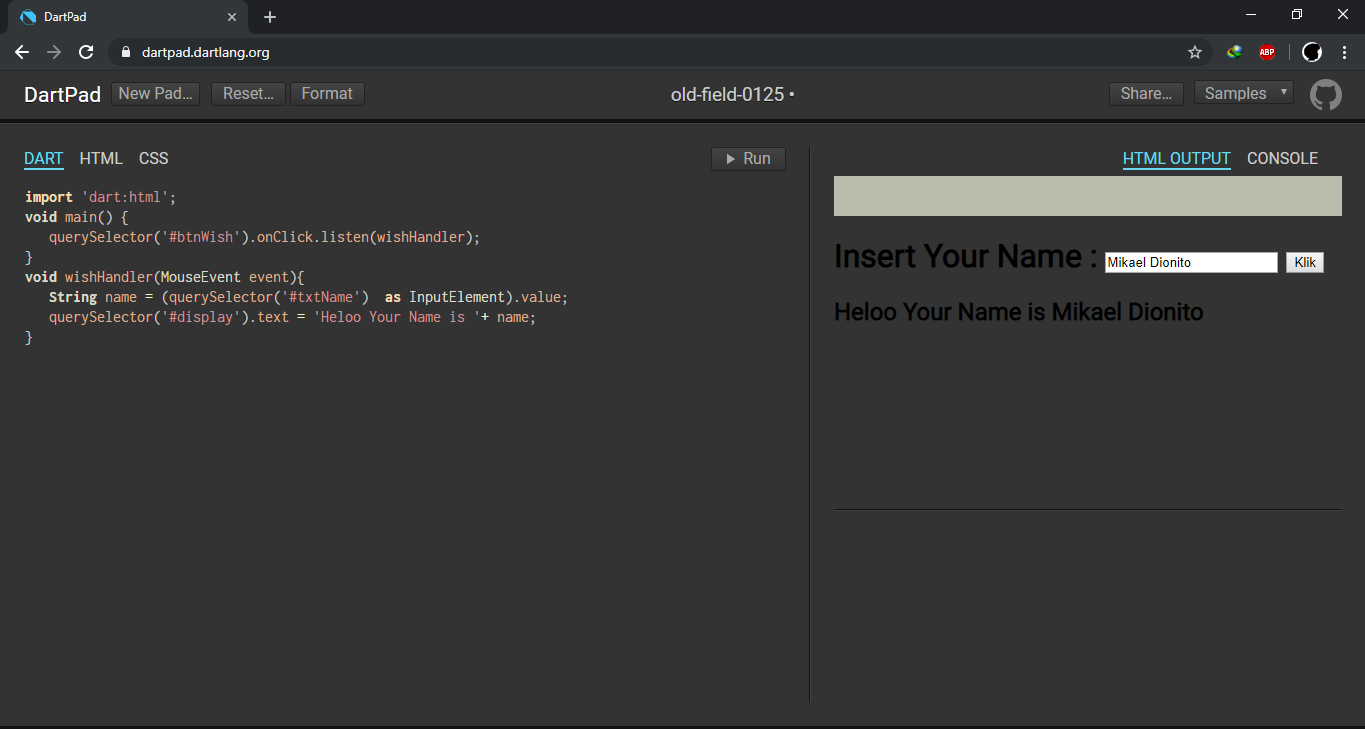 DartPad
dartpad.dartlang.org
ABP
DartPad New Pad... Reset... Format old-field-0125 • Share... Samples
DART HTML CSS Run
import 'dart:html';
void main() {
querySelector('#btnWish').onClick.listen(wishHandler);
}
void wishHandler(MouseEvent event){
String name = (querySelector('#txtName')  as InputElement).value;
querySelector('#display').text = 'Heloo Your Name is '+ name;
}
HTML OUTPUT CONSOLE
Insert Your Name : Mikael Dionito Klik
Heloo Your Name is Mikael Dionito